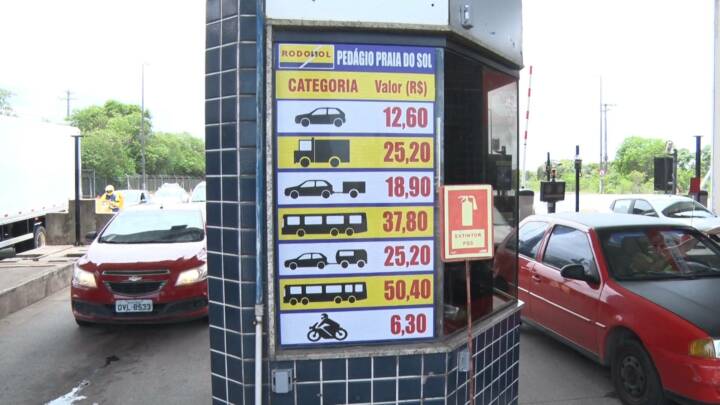 RODOSOL PEDÁGIO PRAIA DO SOL
CATEGORIA Valor (R$)
12,60
25,20
18,90
37,80
25,20
50,40
6,30
EXTINTOR
PQS
OVL-8533